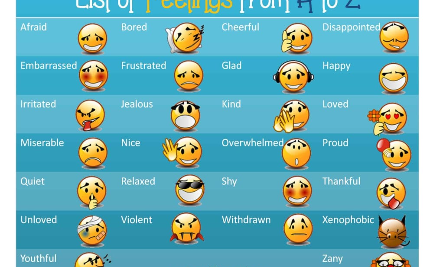 List of Feelings from A to Z
Afraid Bored Cheerful Disappointed
Embarrassed Frustrated Glad Happy
Irritated Jealous Kind Loved
Miserable Nice Overwhelmed Proud
Quiet Relaxed Shy Thankful
Unloved Violent Withdrawn Xenophobic
Youthful Zany